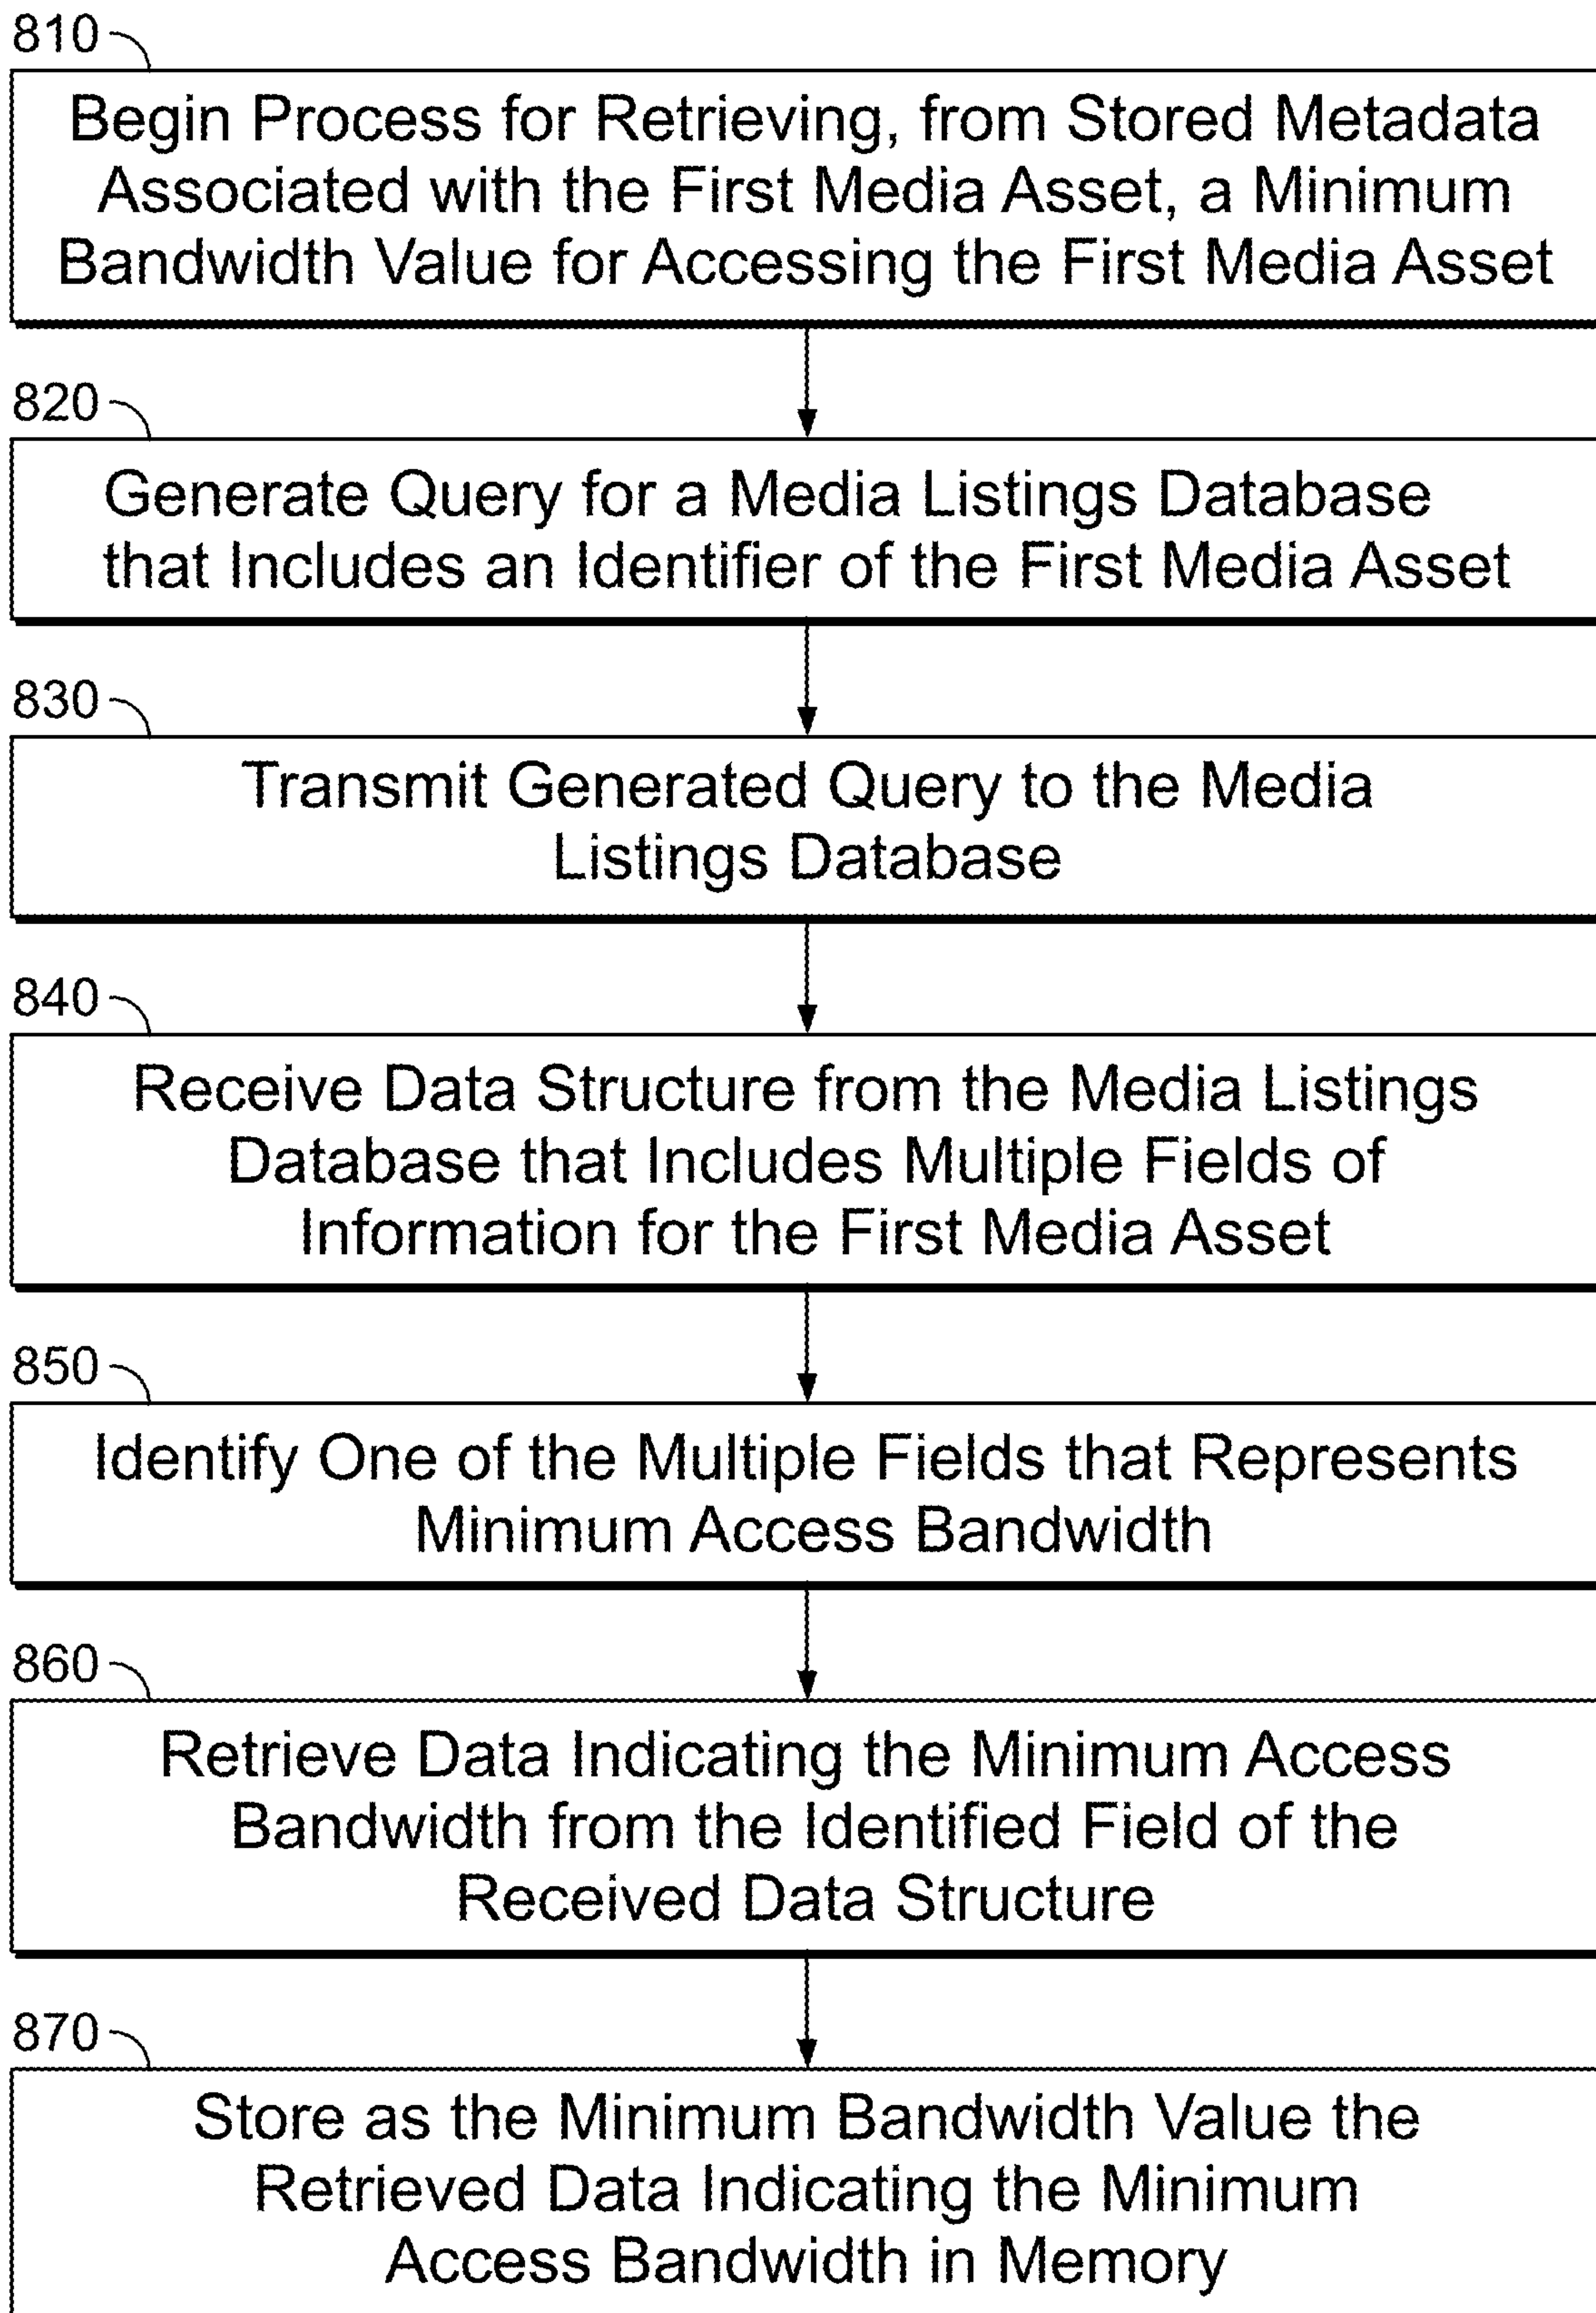 810
Begin Process for Retrieving, from Stored Metadata
Associated with the First Media Asset, a Minimum
Bandwidth Value for Accessing the First Media Asset
820
Generate Query for a Media Listings Database
that Includes an Identifier of the First Media Asset
830
Transmit Generated Query to the Media
Listings Database
840
Receive Data Structure from the Media Listings
Database that Includes Multiple Fields of
Information for the First Media Asset
850
Identify One of the Multiple Fields that Represents
Minimum Access Bandwidth
860
Retrieve Data Indicating the Minimum Access
Bandwidth from the Identified Field of the
Received Data Structure
870
Store as the Minimum Bandwidth Value the
Retrieved Data Indicating the Minimum
Access Bandwidth in Memory